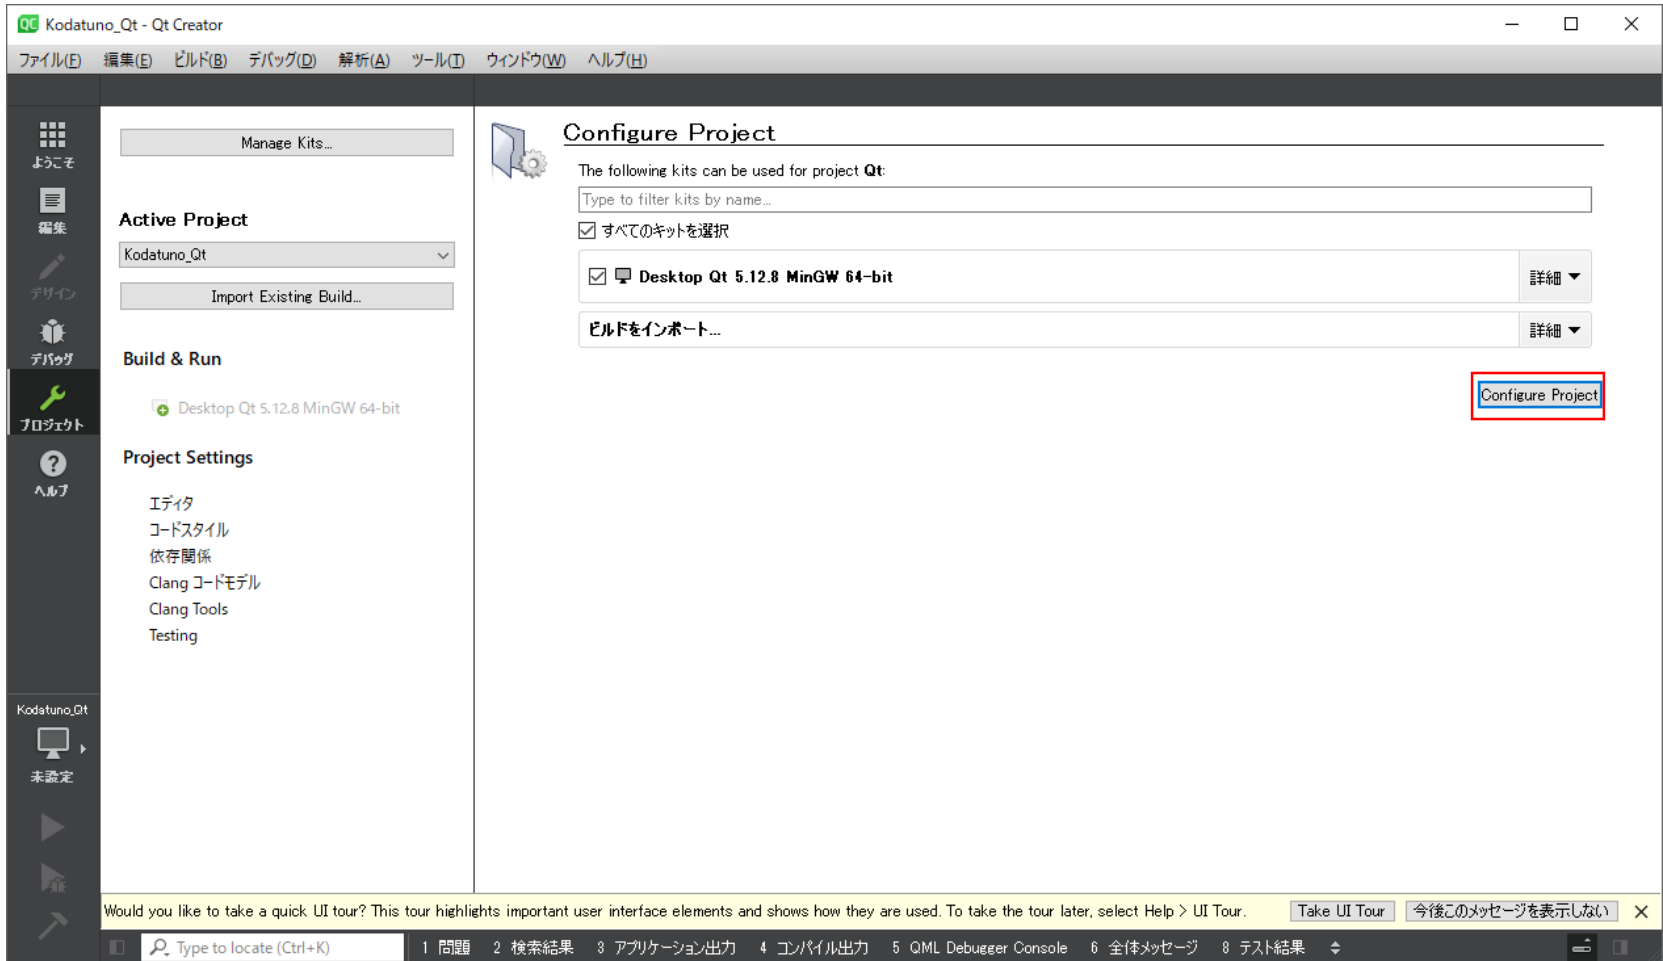 Kodatuno_Qt - Qt Creator
ファイル(F) 編集(E) ビルド(B) デバッグ(D) 解析(A) ツール(T) ウィンドウ(W) ヘルプ(H)
ようこそ
編集
デザイン
デバッグ
プロジェクト
ヘルプ
Kodatuno_Qt
未設定
Manage Kits...
Active Project
Kodatuno_Qt
Import Existing Build...
Build & Run
Desktop Qt 5.12.8 MinGW 64-bit
Project Settings
エディタ
コードスタイル
依存関係
Clang コードモデル
Clang Tools
Testing
Configure Project
The following kits can be used for project Qt:
Type to filter kits by name...
すべてのキットを選択
Desktop Qt 5.12.8 MinGW 64-bit 詳細
ビルドをインポート... 詳細
Configure Project
Would you like to take a quick UI tour? This tour highlights important user interface elements and shows how they are used. To take the tour later, select Help > UI Tour. Take UI Tour 今後このメッセージを表示しない
Type to locate (Ctrl+K) 1 問題 2 検索結果 3 アプリケーション出力 4 コンパイル出力 5 QML Debugger Console 6 全体メッセージ 8 テスト結果